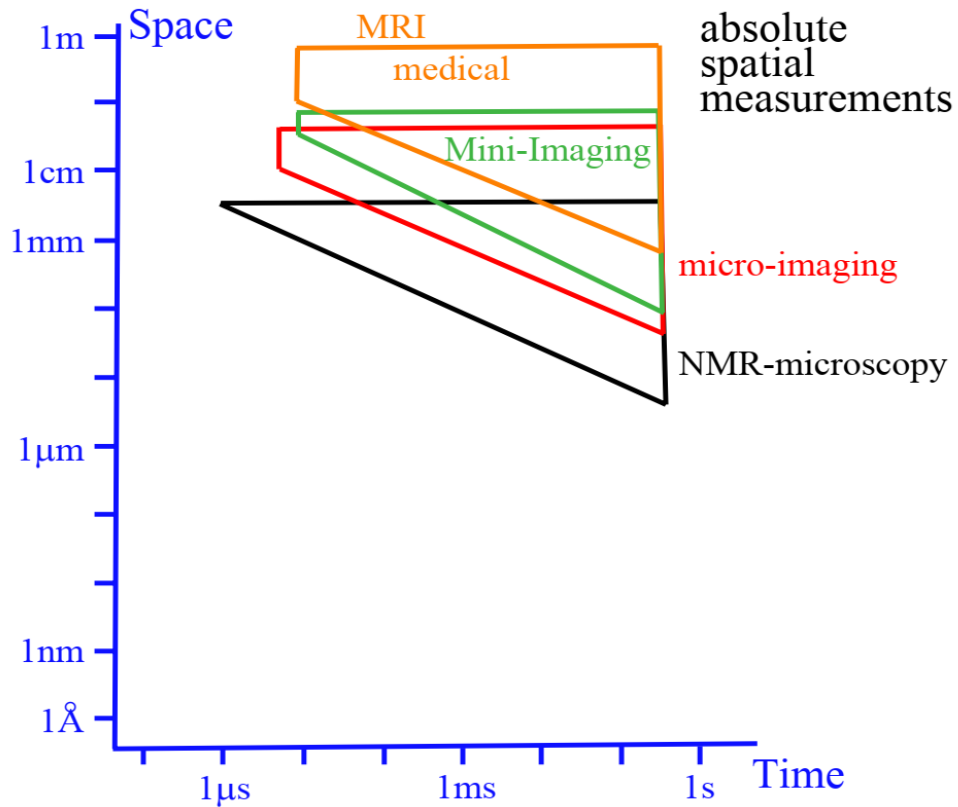 Space
1m
MRI
medical
absolute
spatial
measurements
Mini-Imaging
1cm
1mm
micro-imaging
NMR-microscopy
1μm
1nm
1Å
1μs
1ms
1s
Time